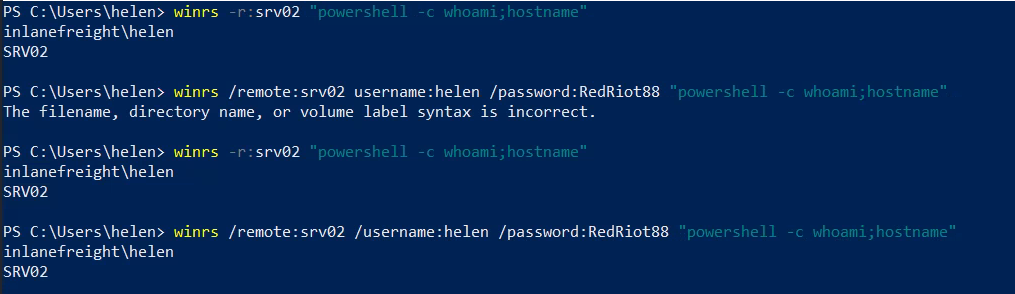 PS C:\Users\helen> winrs -r:srv02 "powershell -c whoami;hostname"
inlanefreight\helen
SRV02
PS C:\Users\helen> winrs /remote:srv02 username:helen /password:RedRiot88 "powershell -c whoami;hostname"
The filename, directory name, or volume label syntax is incorrect.
PS C:\Users\helen> winrs -r:srv02 "powershell -c whoami;hostname"
inlanefreight\helen
SRV02
PS C:\Users\helen> winrs /remote:srv02 /username:helen /password:RedRiot88 "powershell -c whoami;hostname"
inlanefreight\helen
SRV02